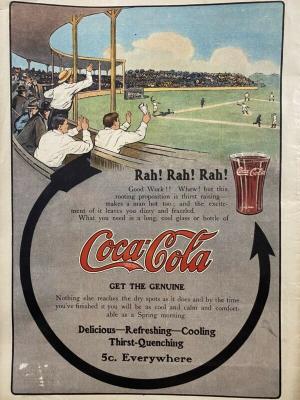 Rah! Rah! Rah!
Good Work!! Whew! but this
rooting proposition is thirst raising—
makes a man hot too; and the excite-
ment of it leaves you dizzy and frazzled.
What you need is a long, cool glass or bottle of
Coca-Cola
Coca-Cola
GET THE GENUINE
Nothing else reaches the dry spots as it does and by the time
you've finished it you will be as cool and calm and comfort-
able as a Spring morning
Delicious—Refreshing—Cooling
Thirst-Quenching
5c. Everywhere